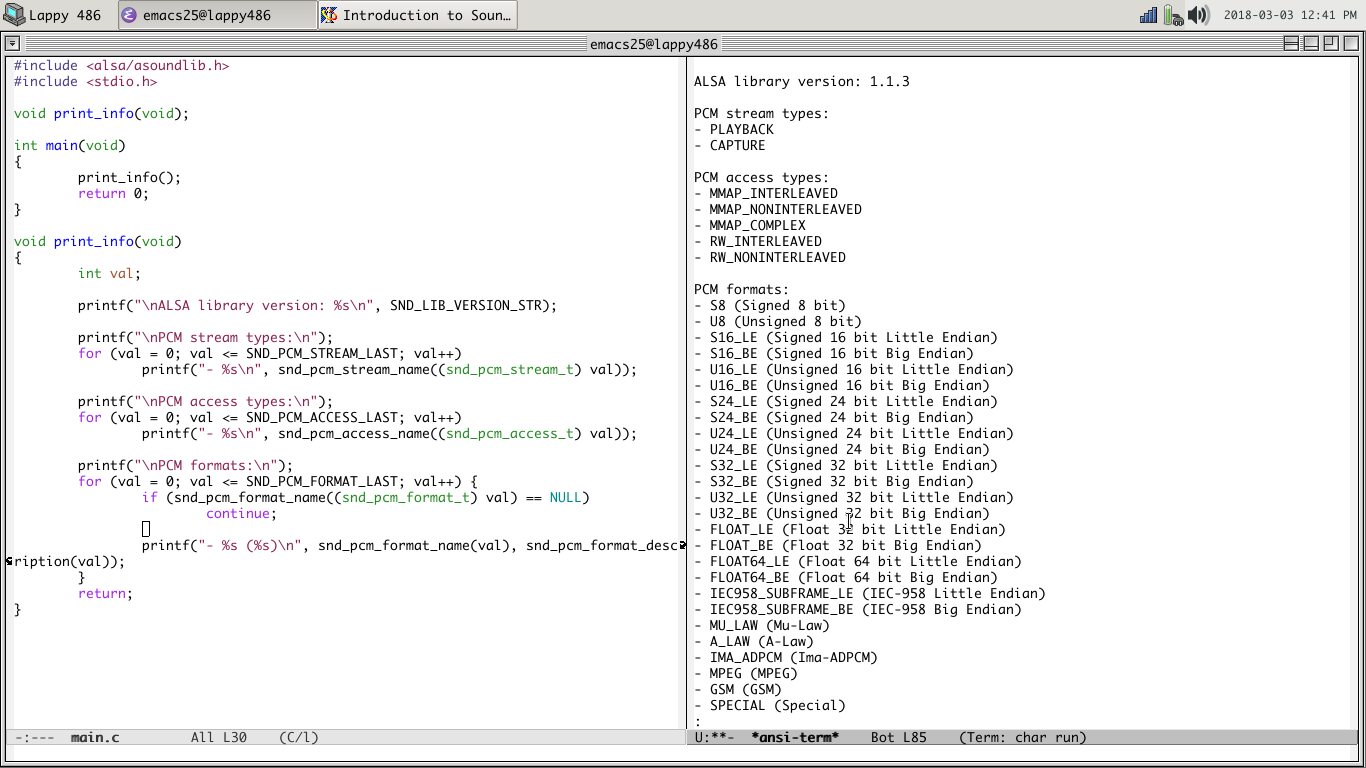 Lappy 486
emacs25@lappy486
Introduction to Soun...
2018-03-03 12:41 PM
emacs25@lappy486
#include <alsa/asoundlib.h>
#include <stdio.h>
void print_info(void);
int main(void)
{
print_info();
return 0;
}
void print_info(void)
{
int val;
printf("\nALSA library version: %s\n", SND_LIB_VERSION_STR);
printf("\nPCM stream types:\n");
for (val = 0; val <= SND_PCM_STREAM_LAST; val++)
printf("- %s\n", snd_pcm_stream_name((snd_pcm_stream_t) val));
printf("\nPCM access types:\n");
for (val = 0; val <= SND_PCM_ACCESS_LAST; val++)
printf("- %s\n", snd_pcm_access_name((snd_pcm_access_t) val));
printf("\nPCM formats:\n");
for (val = 0; val <= SND_PCM_FORMAT_LAST; val++) {
if (snd_pcm_format_name((snd_pcm_format_t) val) == NULL)
continue;
printf("- %s (%s)\n", snd_pcm_format_name(val), snd_pcm_format_desc
ription(val));
}
return;
}
-:--- main.c All L30 (C/l)
ALSA library version: 1.1.3
PCM stream types:
- PLAYBACK
- CAPTURE
PCM access types:
- MMAP_INTERLEAVED
- MMAP_NONINTERLEAVED
- MMAP_COMPLEX
- RW_INTERLEAVED
- RW_NONINTERLEAVED
PCM formats:
- S8 (Signed 8 bit)
- U8 (Unsigned 8 bit)
- S16_LE (Signed 16 bit Little Endian)
- S16_BE (Signed 16 bit Big Endian)
- U16_LE (Unsigned 16 bit Little Endian)
- U16_BE (Unsigned 16 bit Big Endian)
- S24_LE (Signed 24 bit Little Endian)
- S24_BE (Signed 24 bit Big Endian)
- U24_LE (Unsigned 24 bit Little Endian)
- U24_BE (Unsigned 24 bit Big Endian)
- S32_LE (Signed 32 bit Little Endian)
- S32_BE (Signed 32 bit Big Endian)
- U32_LE (Unsigned 32 bit Little Endian)
- U32_BE (Unsigned 32 bit Big Endian)
- FLOAT_LE (Float 32 bit Little Endian)
- FLOAT_BE (Float 32 bit Big Endian)
- FLOAT64_LE (Float 64 bit Little Endian)
- FLOAT64_BE (Float 64 bit Big Endian)
- IEC958_SUBFRAME_LE (IEC-958 Little Endian)
- IEC958_SUBFRAME_BE (IEC-958 Big Endian)
- MU_LAW (Mu-Law)
- A_LAW (A-Law)
- IMA_ADPCM (Ima-ADPCM)
- MPEG (MPEG)
- GSM (GSM)
- SPECIAL (Special)
:
U:**- *ansi-term* Bot L85 (Term: char run)